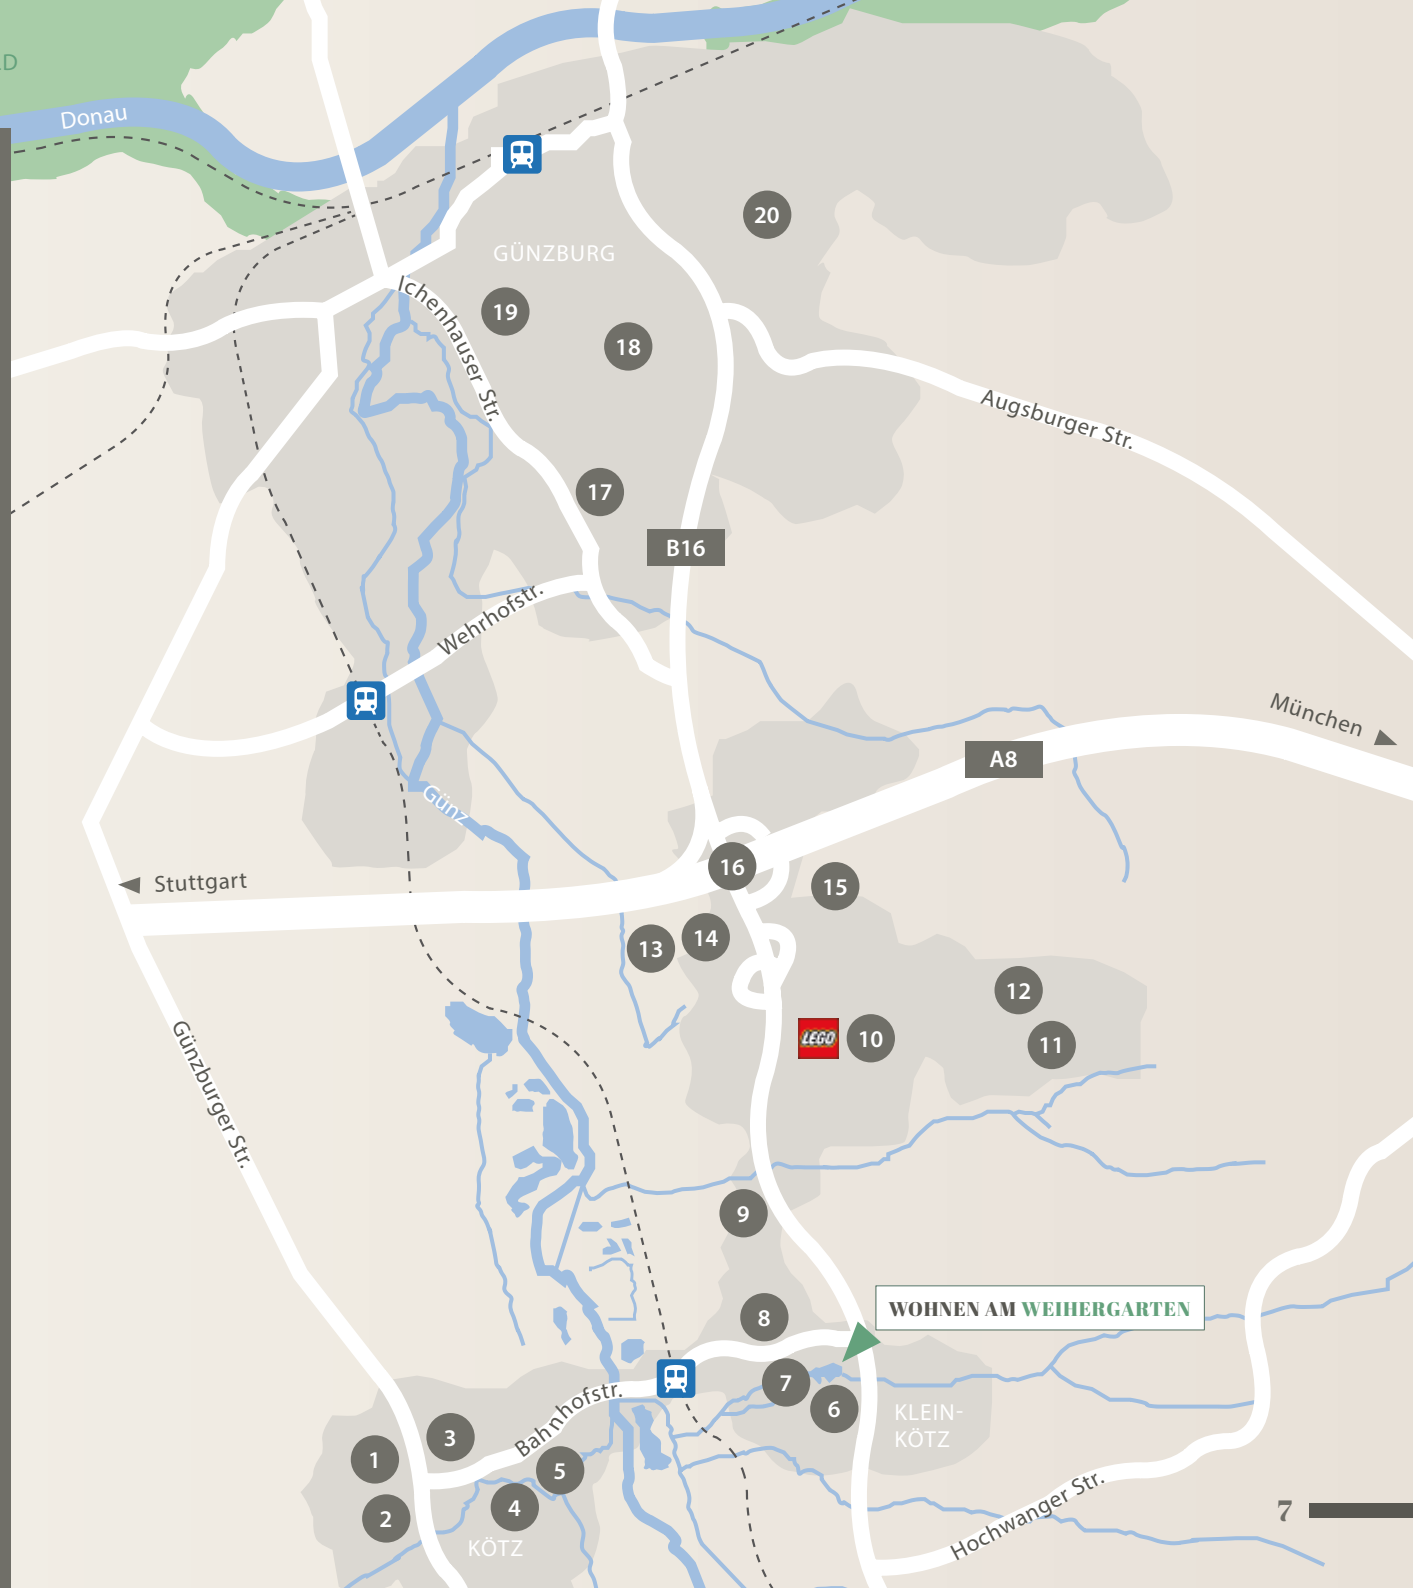 LD
Donau
20
GÜNZBURG
Ichenhauser Str.
19
18
Augsburger Str.
17
B16
Wehrhofstr.
München
A8
Günz
16
Stuttgart
15
14
13
12
Günzburger Str.
LEGO
10
11
9
WOHNEN AM WEIHERGARTEN
8
7
6
KLEIN-
KÖTZ
Bahnhofstr.
3
1
5
4
2
Hochwanger Str.
7
KÖTZ